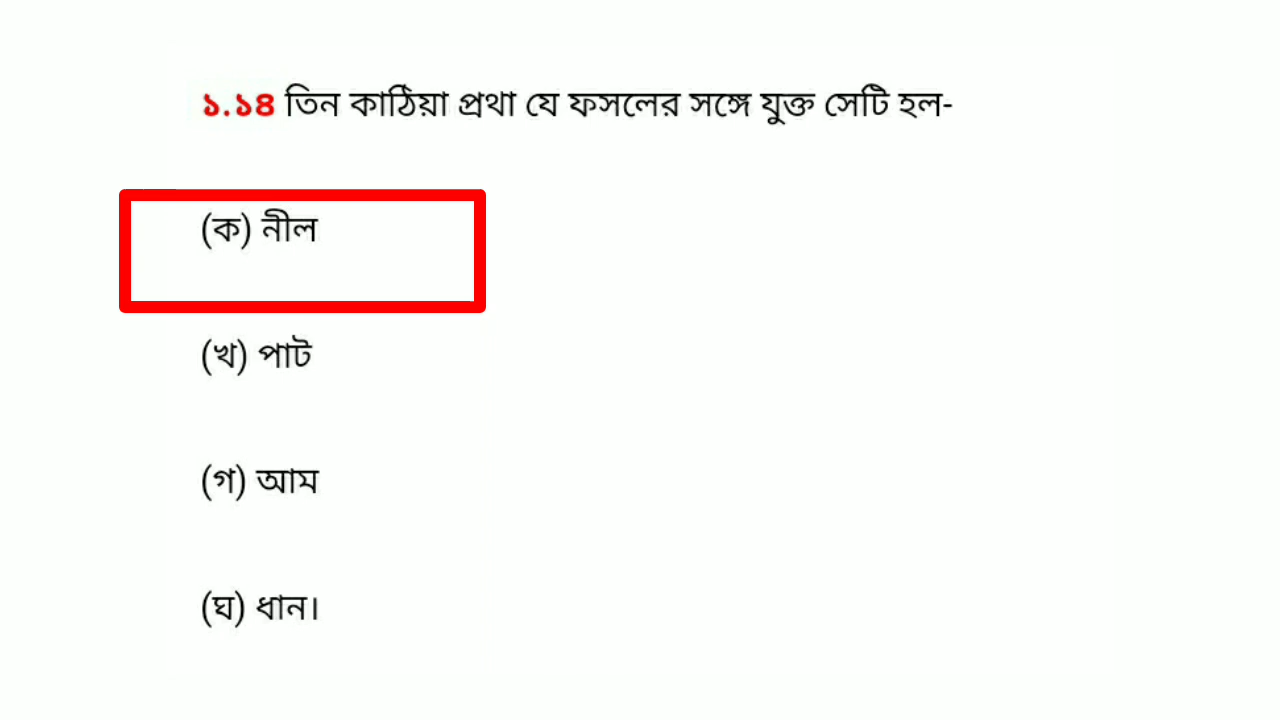 ১.১৪ তিন কাঠিয়া প্রথা যে ফসলের সঙ্গে যুক্ত সেটি হল-
(ক) নীল
(খ) পাট
(গ) আম
(ঘ) ধান।